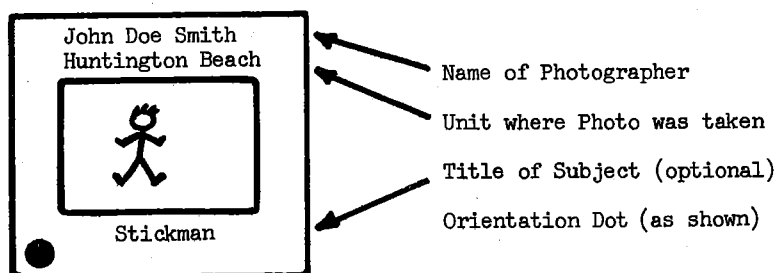 John Doe Smith
Huntington Beach
Stickman
Name of Photographer
Unit where Photo was taken
Title of Subject (optional)
Orientation Dot (as shown)